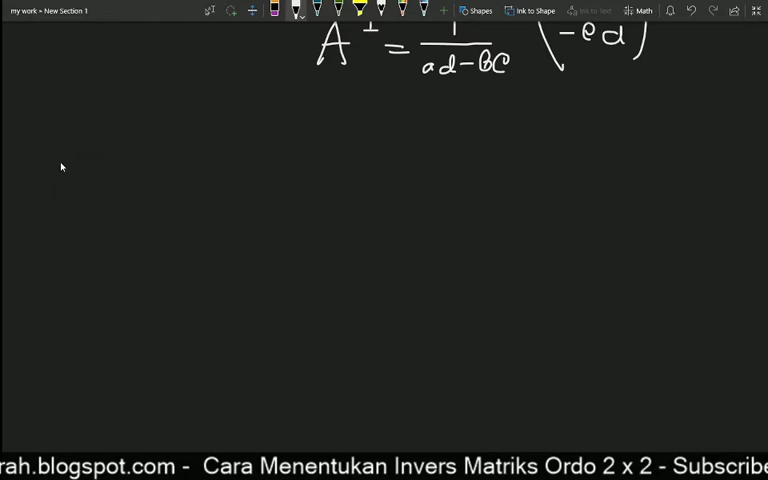 my work » New Section 1
Shapes
Ink to Shape
Ink to Text
Math
A = 1
ad-BC
-c d
rah.blogspot.com - Cara Menentukan Invers Matriks Ordo 2 x 2 - Subscribe